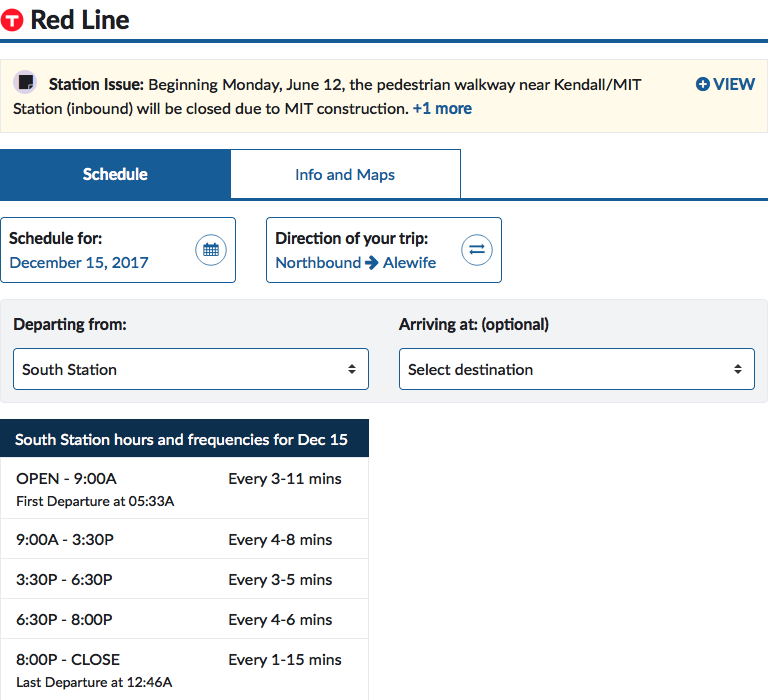 T Red Line
Station Issue: Beginning Monday, June 12, the pedestrian walkway near Kendall/MIT
Station (inbound) will be closed due to MIT construction. +1 more
VIEW
Schedule
Info and Maps
Schedule for:
December 15, 2017
Direction of your trip:
Northbound → Alewife
Departing from:
Arriving at: (optional)
South Station
Select destination
South Station hours and frequencies for Dec 15
OPEN - 9:00A Every 3-11 mins
First Departure at 05:33A
9:00A - 3:30P Every 4-8 mins
3:30P - 6:30P Every 3-5 mins
6:30P - 8:00P Every 4-6 mins
8:00P - CLOSE Every 1-15 mins
Last Departure at 12:46A